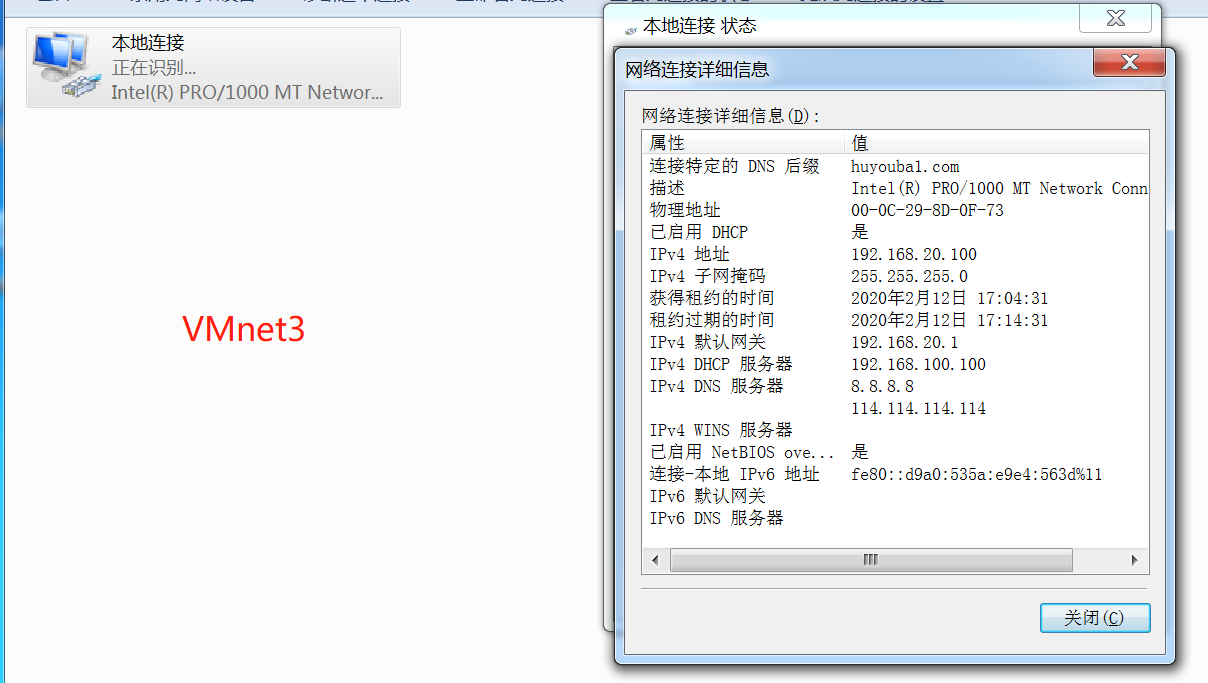 本地连接
正在识别...
Intel(R) PRO/1000 MT Networ...
VMnet3
本地连接 状态
网络连接详细信息
网络连接详细信息(D):
属性 值
连接特定的 DNS 后缀 huyouba1.com
描述 Intel(R) PRO/1000 MT Network Conn
物理地址 00-0C-29-8D-0F-73
已启用 DHCP 是
IPv4 地址 192.168.20.100
IPv4 子网掩码 255.255.255.0
获得租约的时间 2020年2月12日 17:04:31
租约过期的时间 2020年2月12日 17:14:31
IPv4 默认网关 192.168.20.1
IPv4 DHCP 服务器 192.168.100.100
IPv4 DNS 服务器 8.8.8.8
114.114.114.114
IPv4 WINS 服务器
已启用 NetBIOS ove... 是
连接-本地 IPv6 地址 fe80::d9a0:535a:e9e4:563d%11
IPv6 默认网关
IPv6 DNS 服务器
关闭(C)